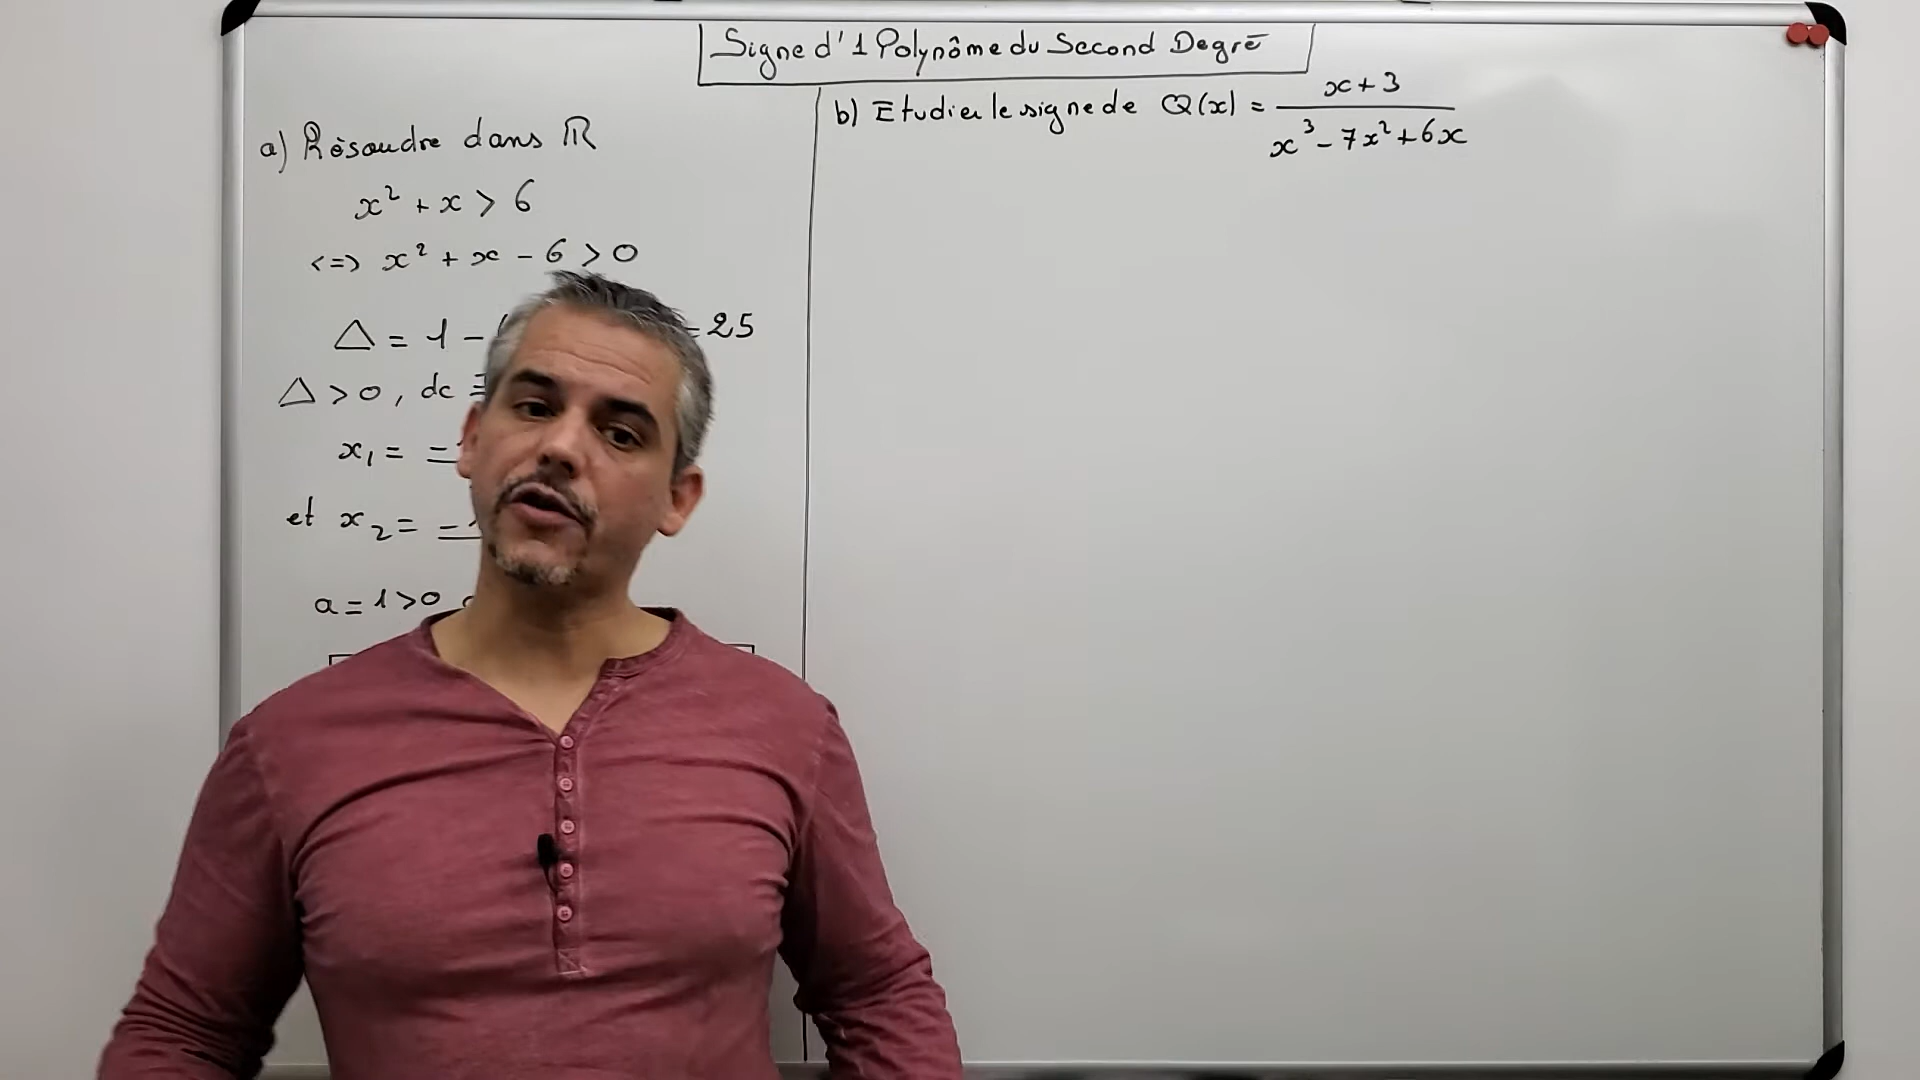 Signe d'1 Polynôme du Second Degré
a) Résoudre dans ℝ
x² + x > 6
<=> x² + x - 6 > 0
Δ = 1 - = 25
Δ > 0, dc ∃
x₁ = -
et x₂ = -
a = 1 > 0
b) Etudier le signe de Q(x) = (x + 3) / (x³ - 7x² + 6x)